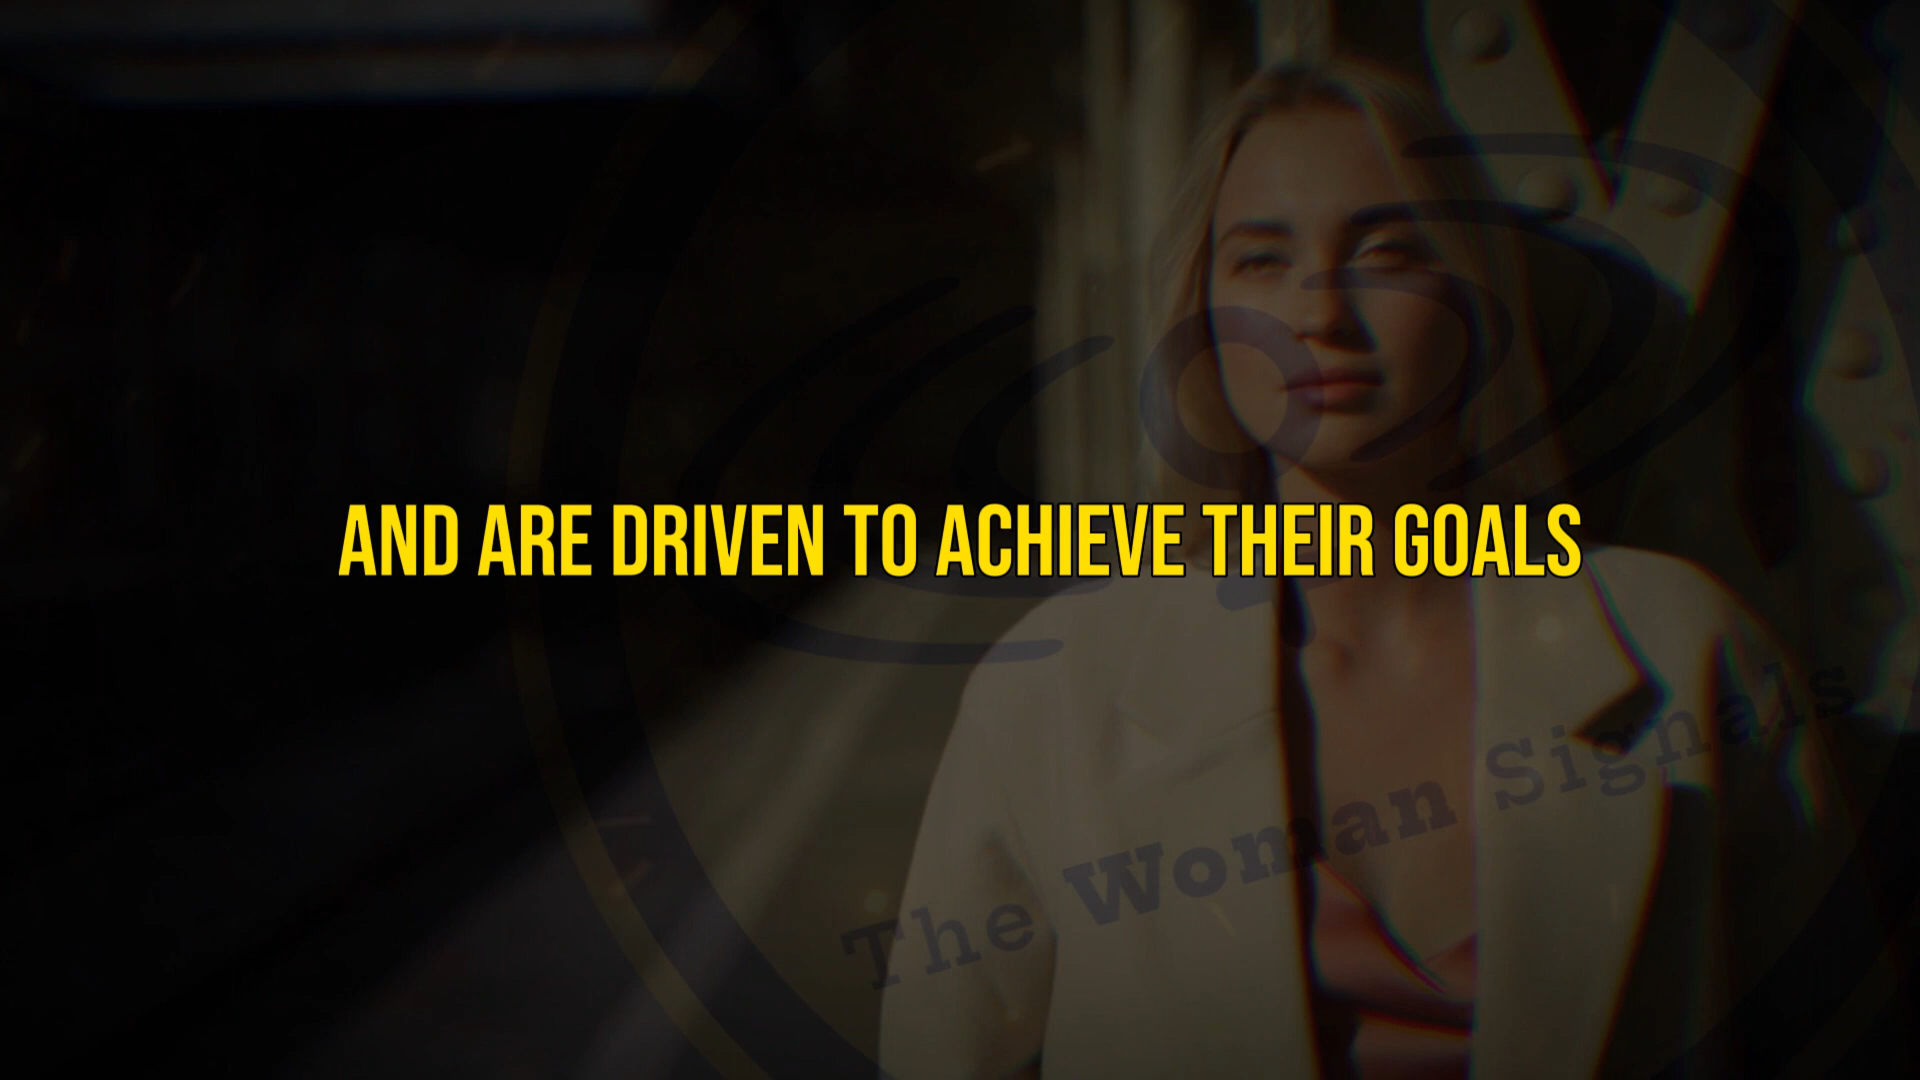 AND ARE DRIVEN TO ACHIEVE THEIR GOALS
The Woman Signals